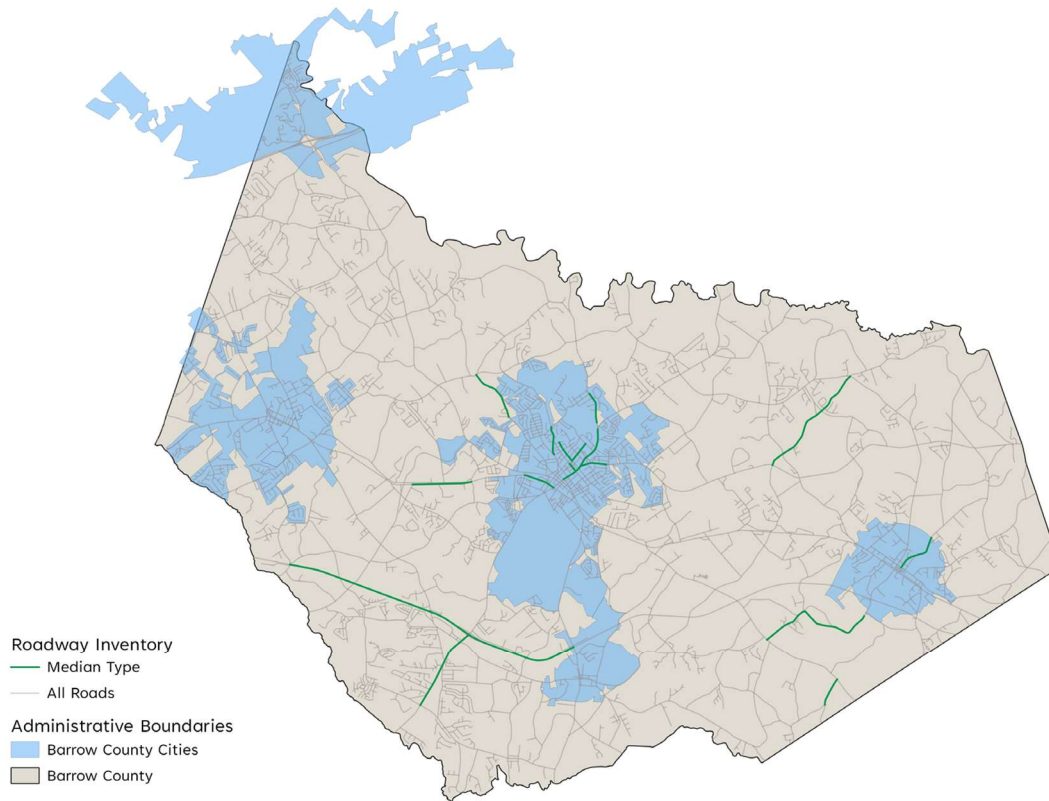 Roadway Inventory
Median Type
All Roads
Administrative Boundaries
Barrow County Cities
Barrow County